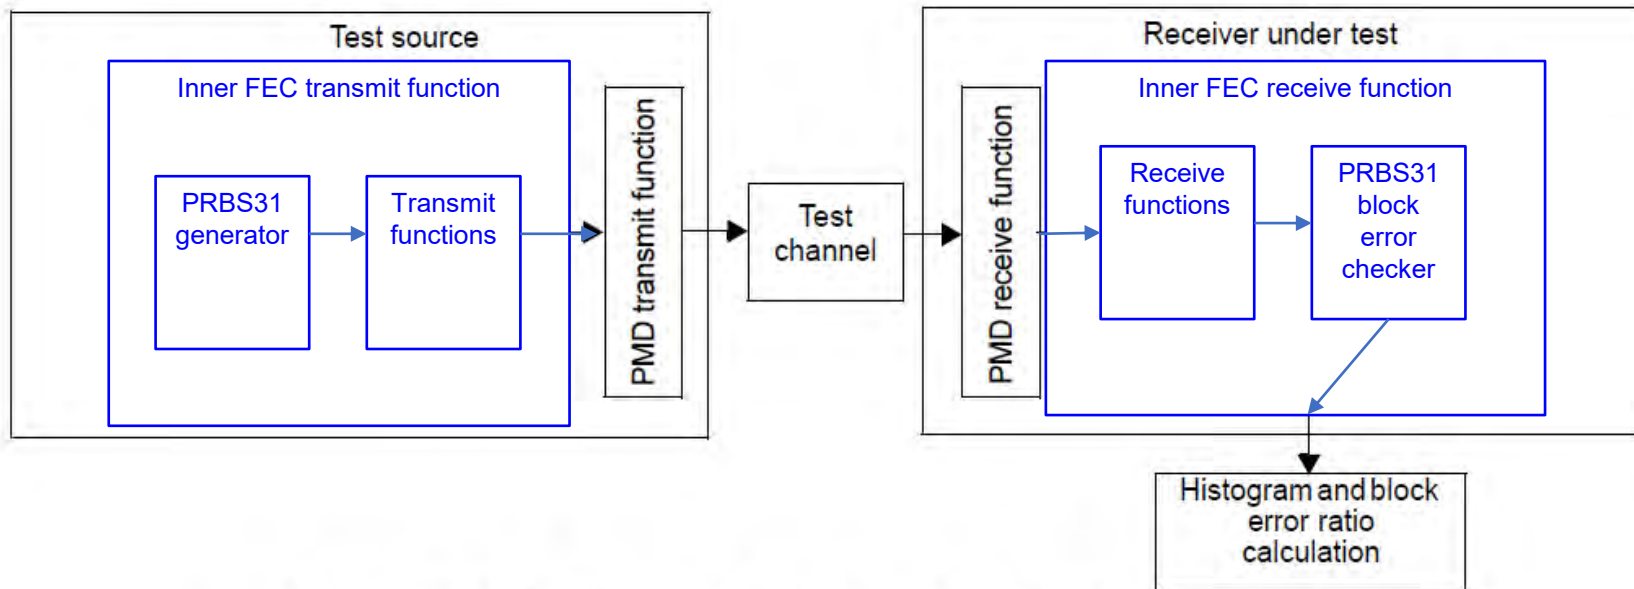 Test source
Inner FEC transmit function
PRBS31
generator
Transmit
functions
PMD transmit function
Test
channel
Receiver under test
PMD receive function
Inner FEC receive function
Receive
functions
PRBS31
block
error
checker
Histogram and block
error ratio
calculation